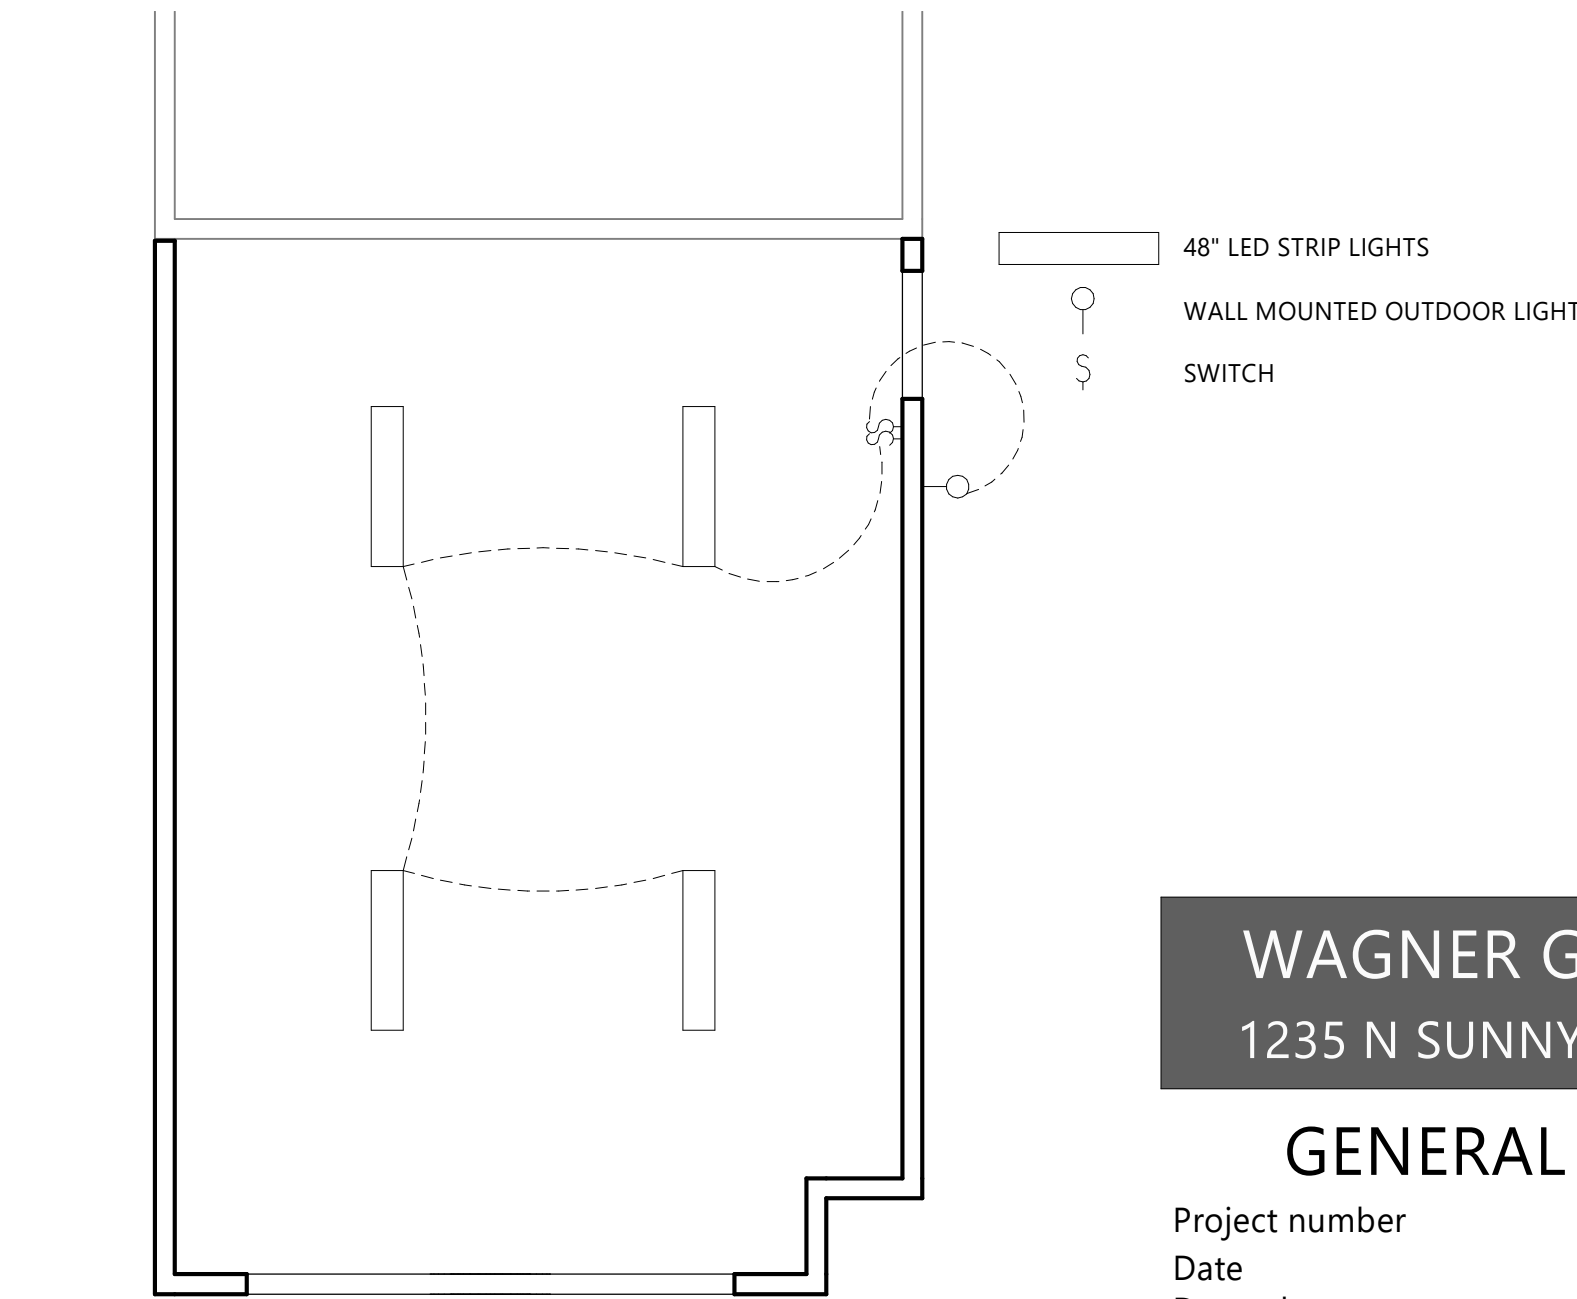 48" LED STRIP LIGHTS
WALL MOUNTED OUTDOOR LIGHT
SWITCH
WAGNER G
1235 N SUNNY
GENERAL
Project number
Date